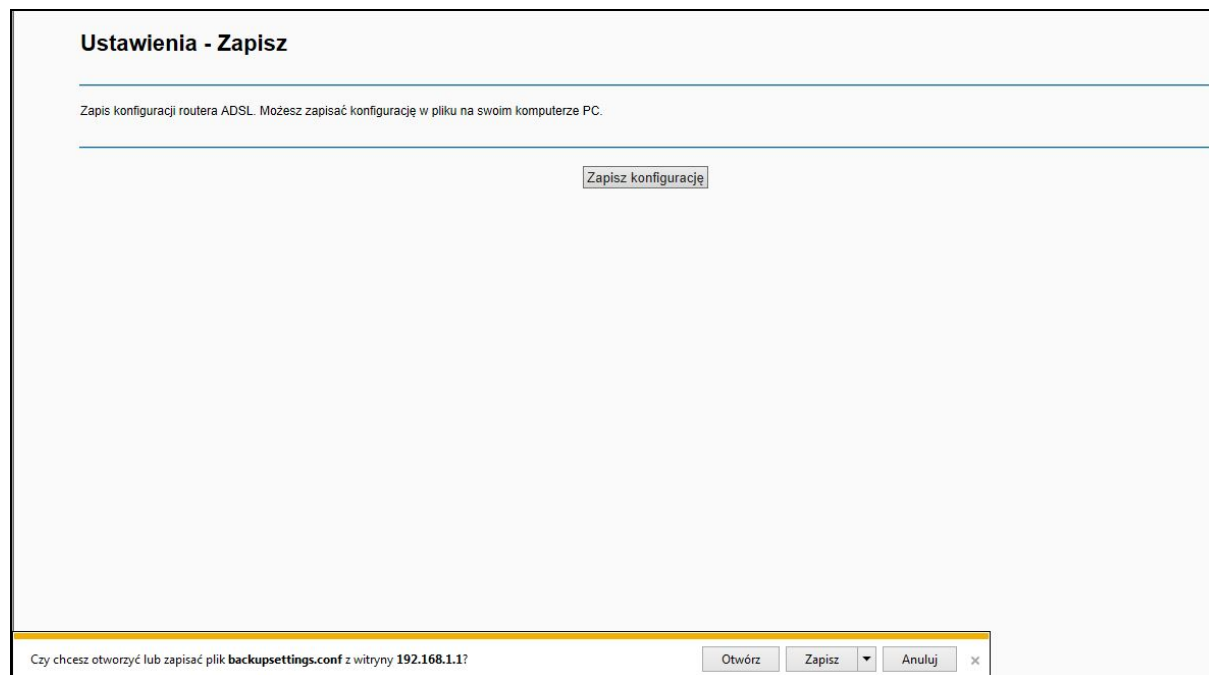 Ustawienia - Zapisz
Zapis konfiguracji routera ADSL. Możesz zapisać konfigurację w pliku na swoim komputerze PC.
Zapisz konfigurację
Czy chcesz otworzyć lub zapisać plik backupsettings.conf z witryny 192.168.1.1? Otwórz Zapisz Anuluj